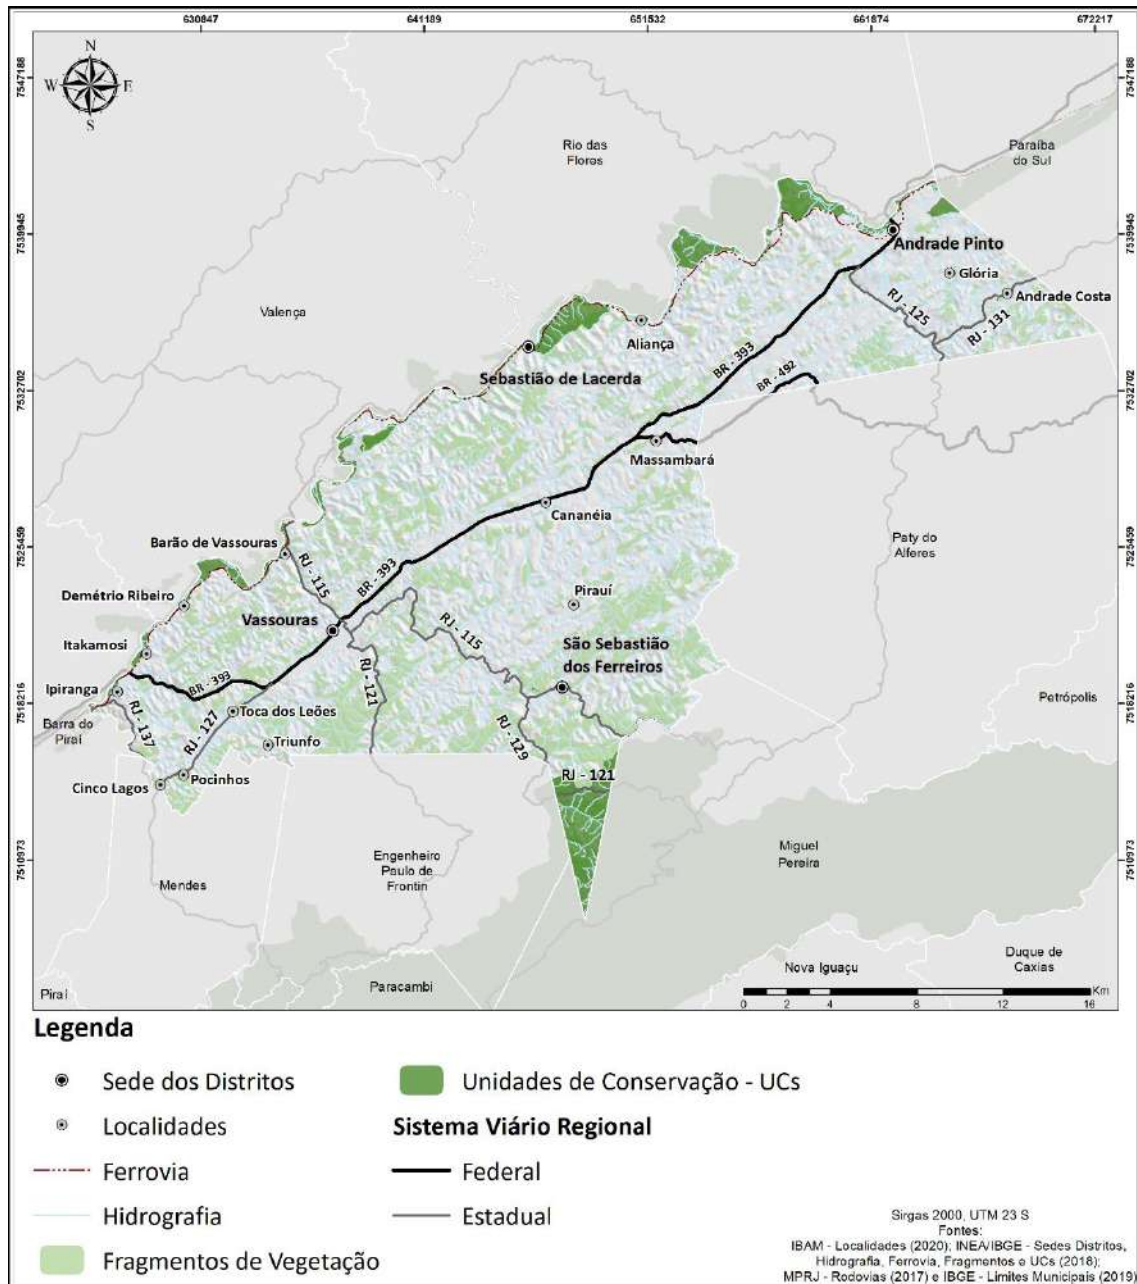 630847
641189
651532
661874
672217
N
W
E
S
7547188
7547188
Rio das
Flores
Paraíba
do Sul
7539945
7539945
Andrade Pinto
Glória
Andrade Costa
RJ - 125
RJ - 131
Valença
Aliança
Sebastião de Lacerda
BR - 393
BR - 492
7532702
7532702
Massambará
Cananéia
7525459
7525459
Barão de Vassouras
Paty do
Alferes
RJ - 115
BR - 393
Demétrio Ribeiro
Pirauí
Vassouras
RJ - 115
São Sebastião
dos Ferreiros
Itakamosi
BR - 393
RJ - 121
Ipiranga
Petrópolis
7518216
7518216
Barra do
Piraí
RJ - 137
RJ - 127
Toca dos Leões
Triunfo
RJ - 129
RJ - 121
Pocinhos
Cinco Lagos
Miguel
Pereira
Engenheiro
Paulo de
Frontin
7510973
7510973
Mendes
Duque de
Caxias
Nova Iguaçu
Paracambi
Piraí
Km
0 2 4 8 12 16
Legenda
Sede dos Distritos
Unidades de Conservação - UCs
Localidades
Sistema Viário Regional
Ferrovia
Federal
Hidrografia
Estadual
Fragmentos de Vegetação
Sirgas 2000, UTM 23 S
Fontes:
IBAM - Localidades (2020); INEA/IBGE - Sedes Distritos,
Hidrografia, Ferrovia, Fragmentos e UCs (2018);
MPRJ - Rodovias (2017) e IBGE - Limites Municipais (2019)